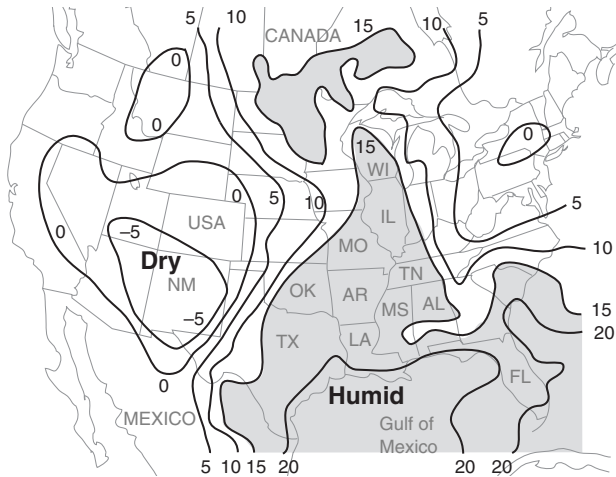 5 10 CANADA 15 10 5
0
0
0
15
WI
0 5 10
5
USA
IL
0 −5
MO
10
Dry
NM
TN
OK AR
MS AL
−5
15
20
TX LA
0
FL
Humid
MEXICO
Gulf of
Mexico
5 10 15 20 20 20